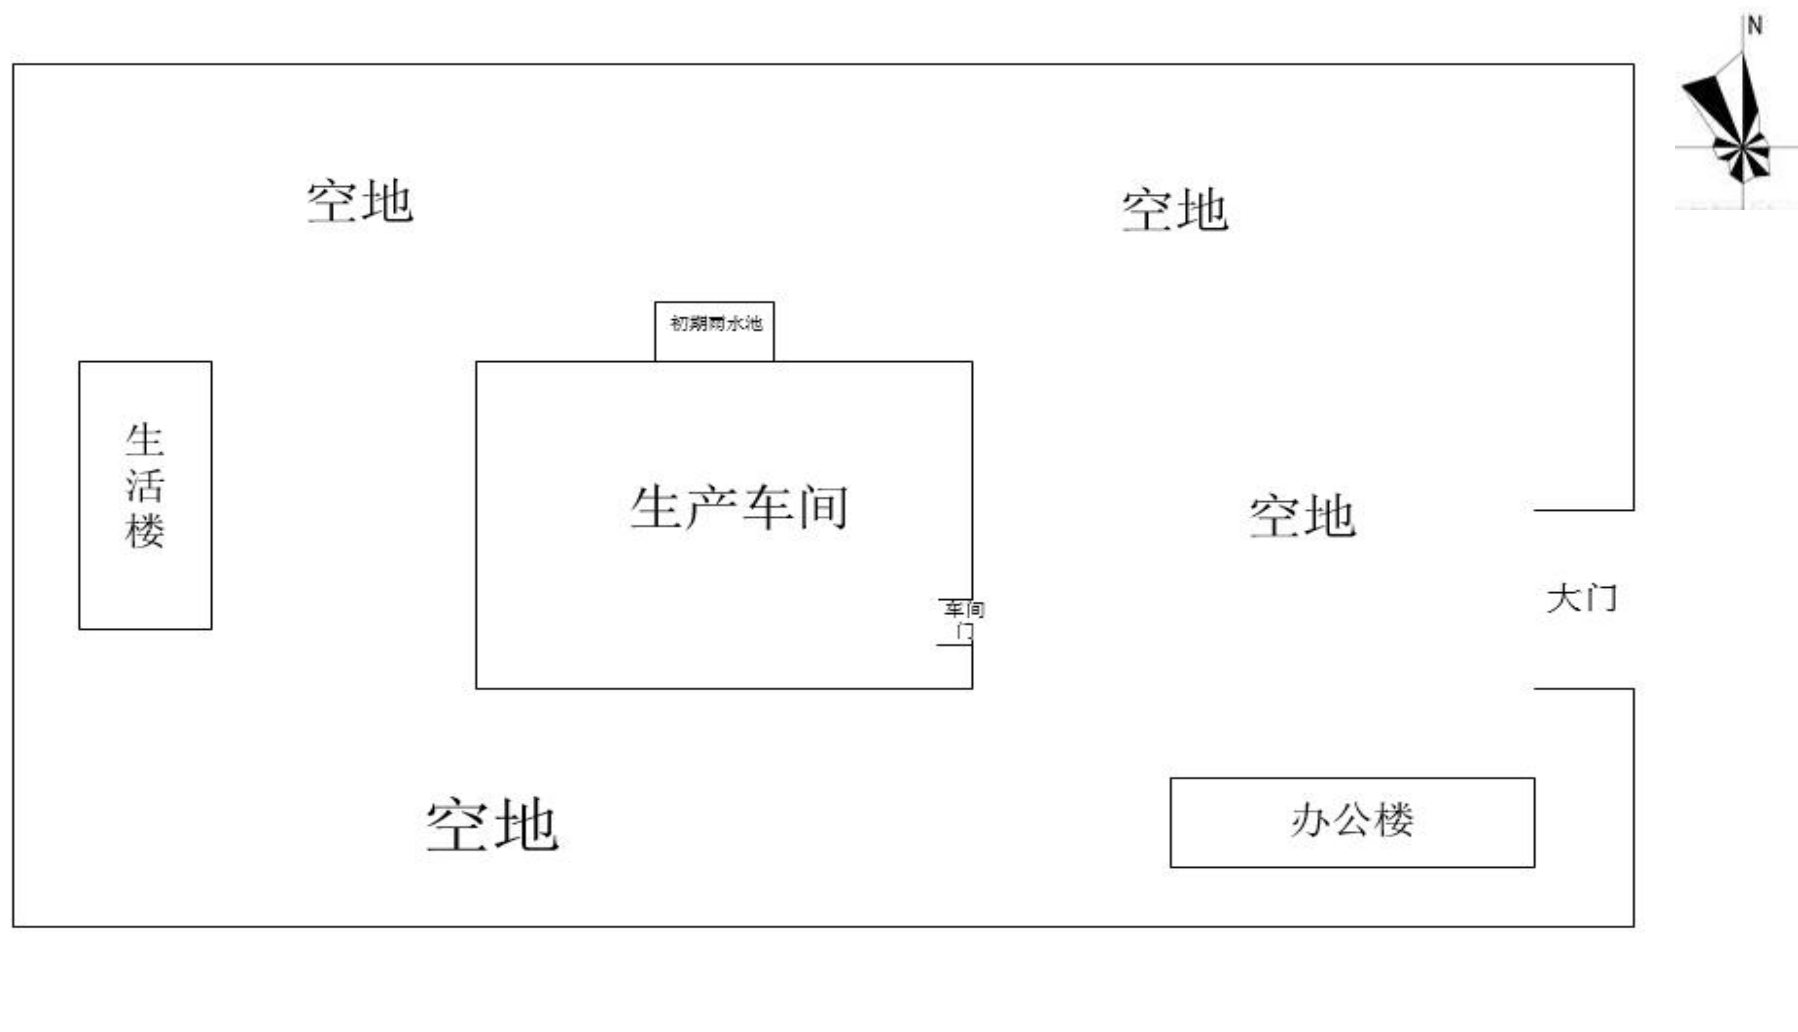 N
空地
空地
初期雨水池
生
活
楼
生产车间
空地
大门
车间
门
空地
办公楼